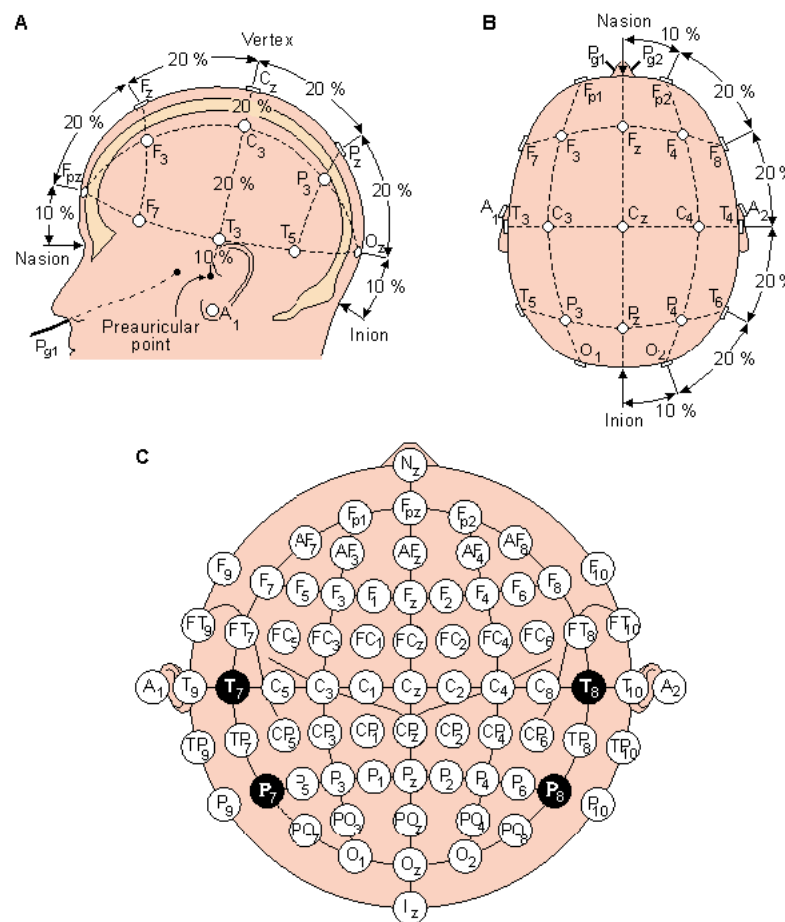 A
20 %
Vertex
20 %
Fz
Cz
20 %
20 %
20 %
F3
C3
Pz
Fpz
20 %
P3
20 %
10 %
F7
T3
T5
Oz
Nasion
10 %
10 %
A1
Preauricular
point
Inion
Pg1
B
Nasion
10 %
Pg1
Pg2
Fp1
Fp2
20 %
F7
F3
Fz
F4
F8
20 %
A1
T3
C3
Cz
C4
T4
A2
20 %
T5
P3
Pz
P4
T6
O1
O2
20 %
10 %
Inion
C
Nz
Fp1
Fpz
Fp2
AF7
AF3
AFz
AF4
AF8
F9
F7
F5
F3
F1
Fz
F2
F4
F6
F8
F10
FT9
FT7
FC5
FC3
FC1
FCz
FC2
FC4
FC6
FT8
FT10
A1
T9
T7
C5
C3
C1
Cz
C2
C4
C8
T8
T10
A2
TP9
TP7
CP5
CP3
CP1
CPz
CP2
CP4
CP6
TP8
TP10
P9
P7
P5
P3
P1
Pz
P2
P4
P6
P8
P10
PO7
PO3
POz
PO4
PO8
O1
Oz
O2
Iz